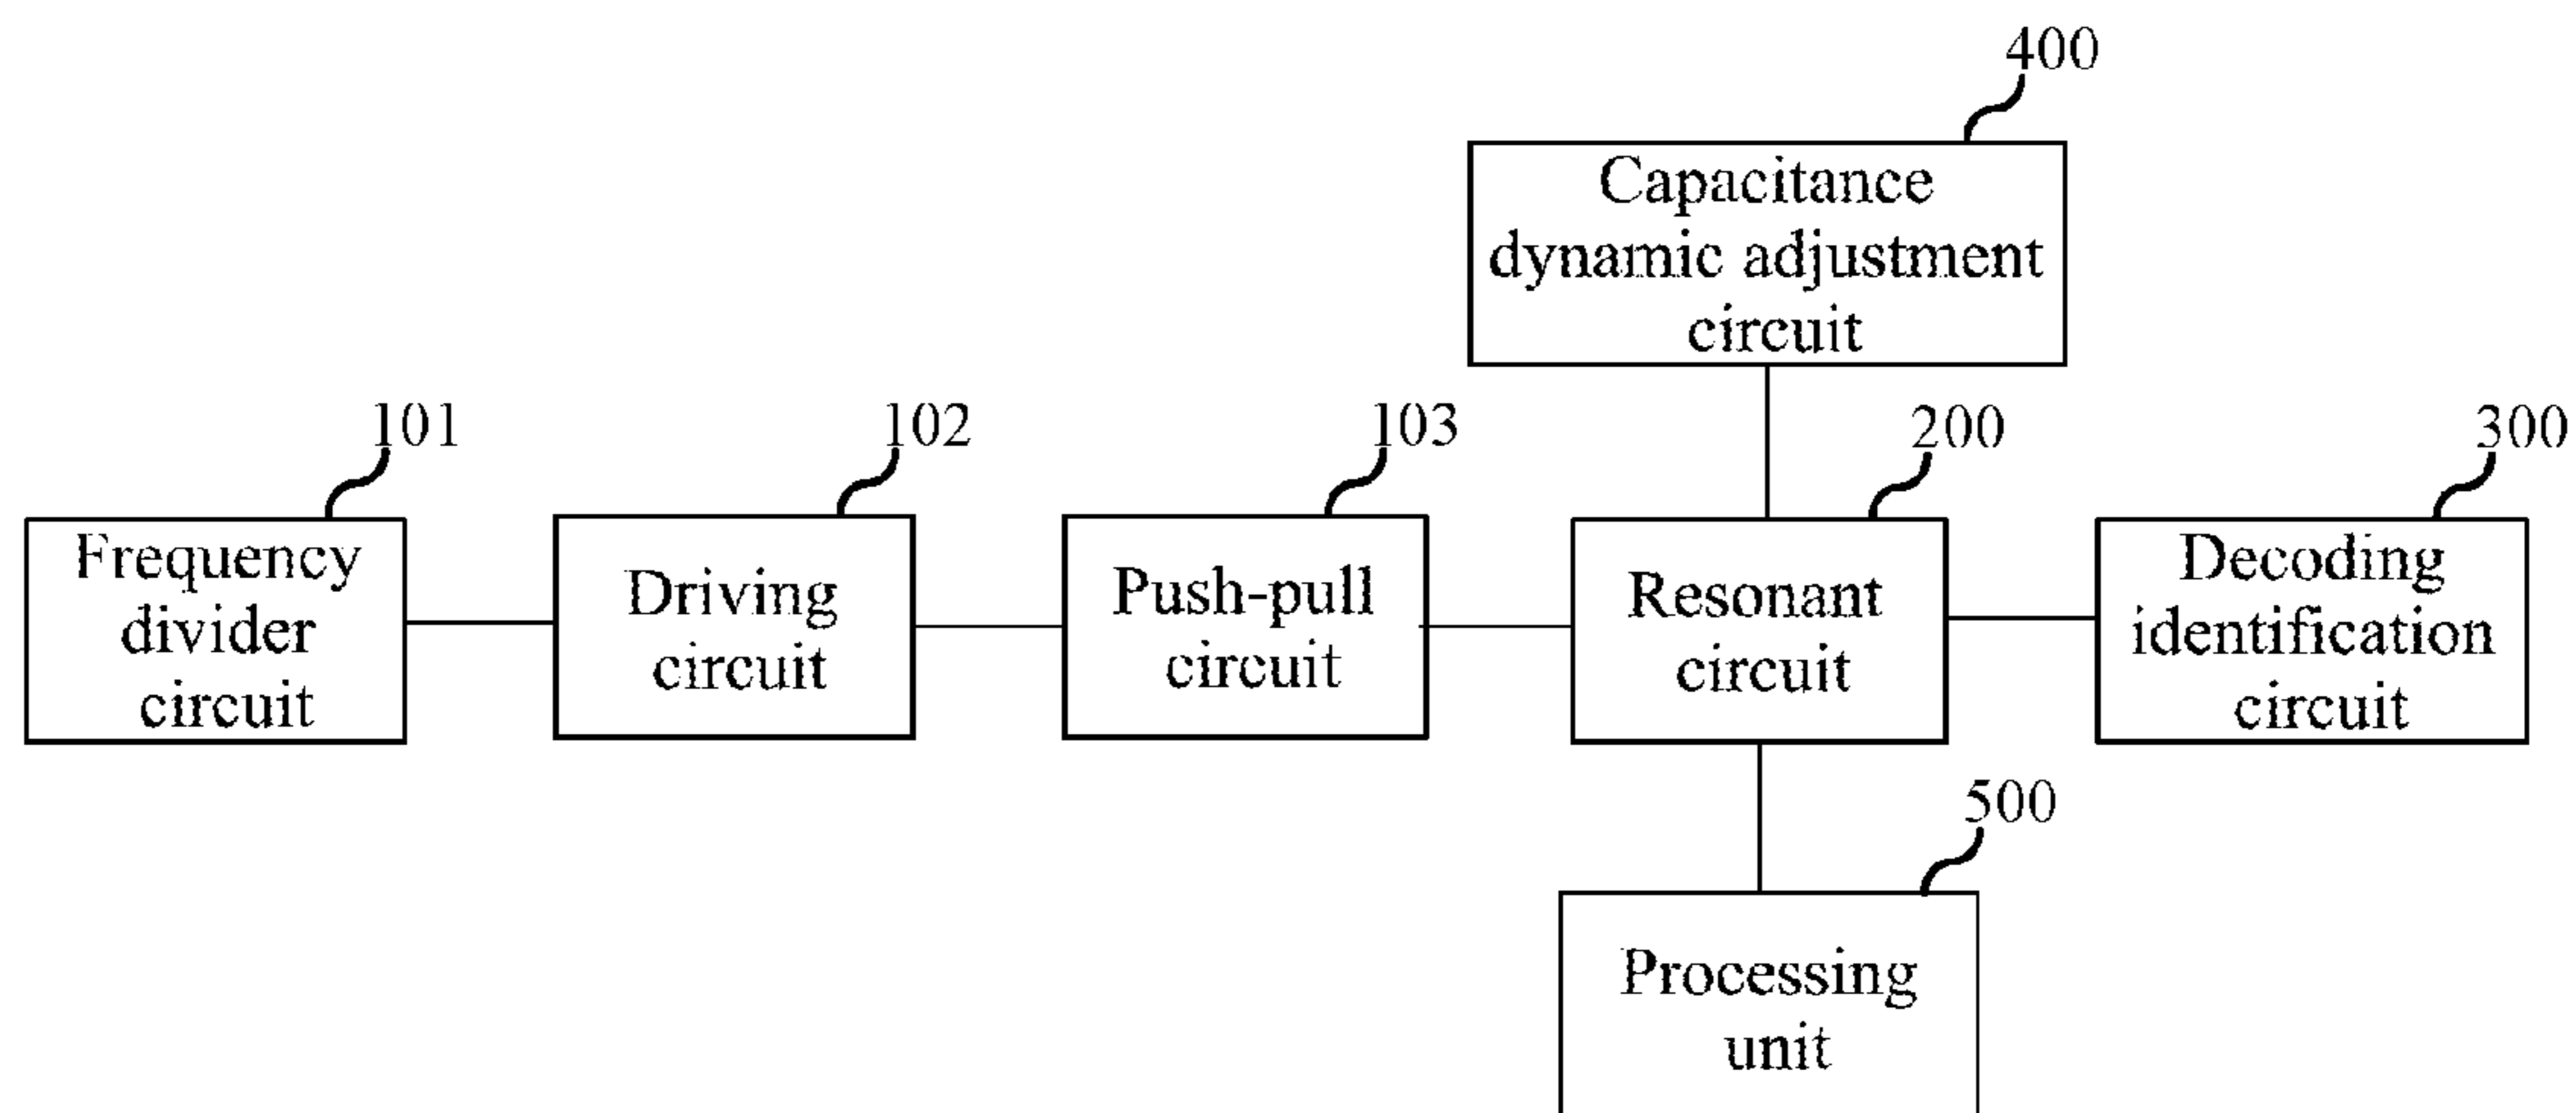 400
Capacitance
dynamic adjustment
circuit
101
102
103
200
300
Frequency
divider
circuit
Driving
circuit
Push-pull
circuit
Resonant
circuit
Decoding
identification
circuit
500
Processing
unit